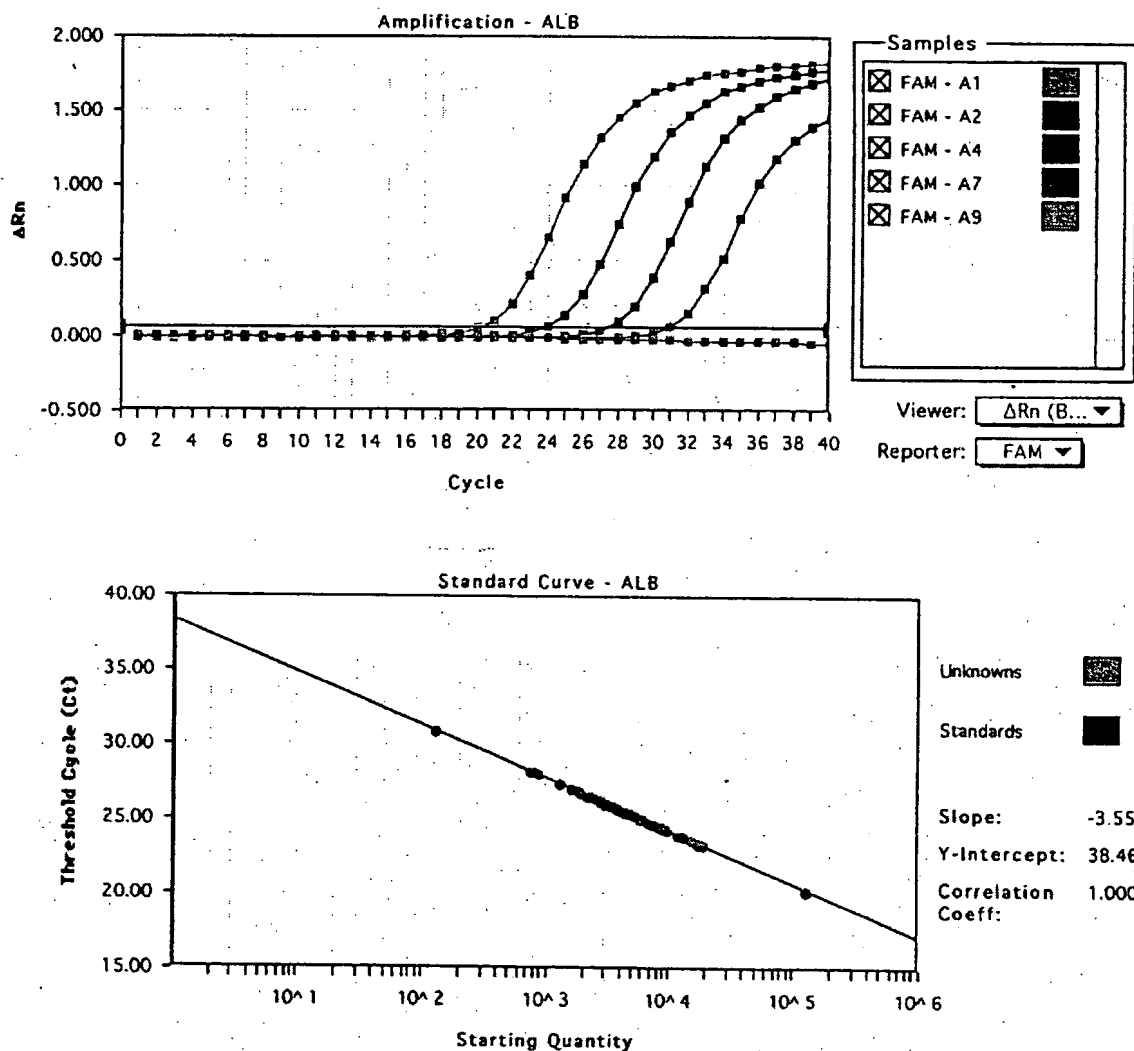 Amplification - ALB
2.000
1.500
1.000
0.500
0.000
-0.500
ΔRn
0 2 4 6 8 10 12 14 16 18 20 22 24 26 28 30 32 34 36 38 40
Cycle
Samples
FAM - A1
FAM - A2
FAM - A4
FAM - A7
FAM - A9
Viewer: ΔRn (B... ▼
Reporter: FAM ▼
Standard Curve - ALB
40.00
35.00
30.00
25.00
20.00
15.00
Threshold Cycle (Ct)
10^1 10^2 10^3 10^4 10^5 10^6
Starting Quantity
Unknowns
Standards
Slope: -3.55
Y-Intercept: 38.46
Correlation 1.000
Coeff: